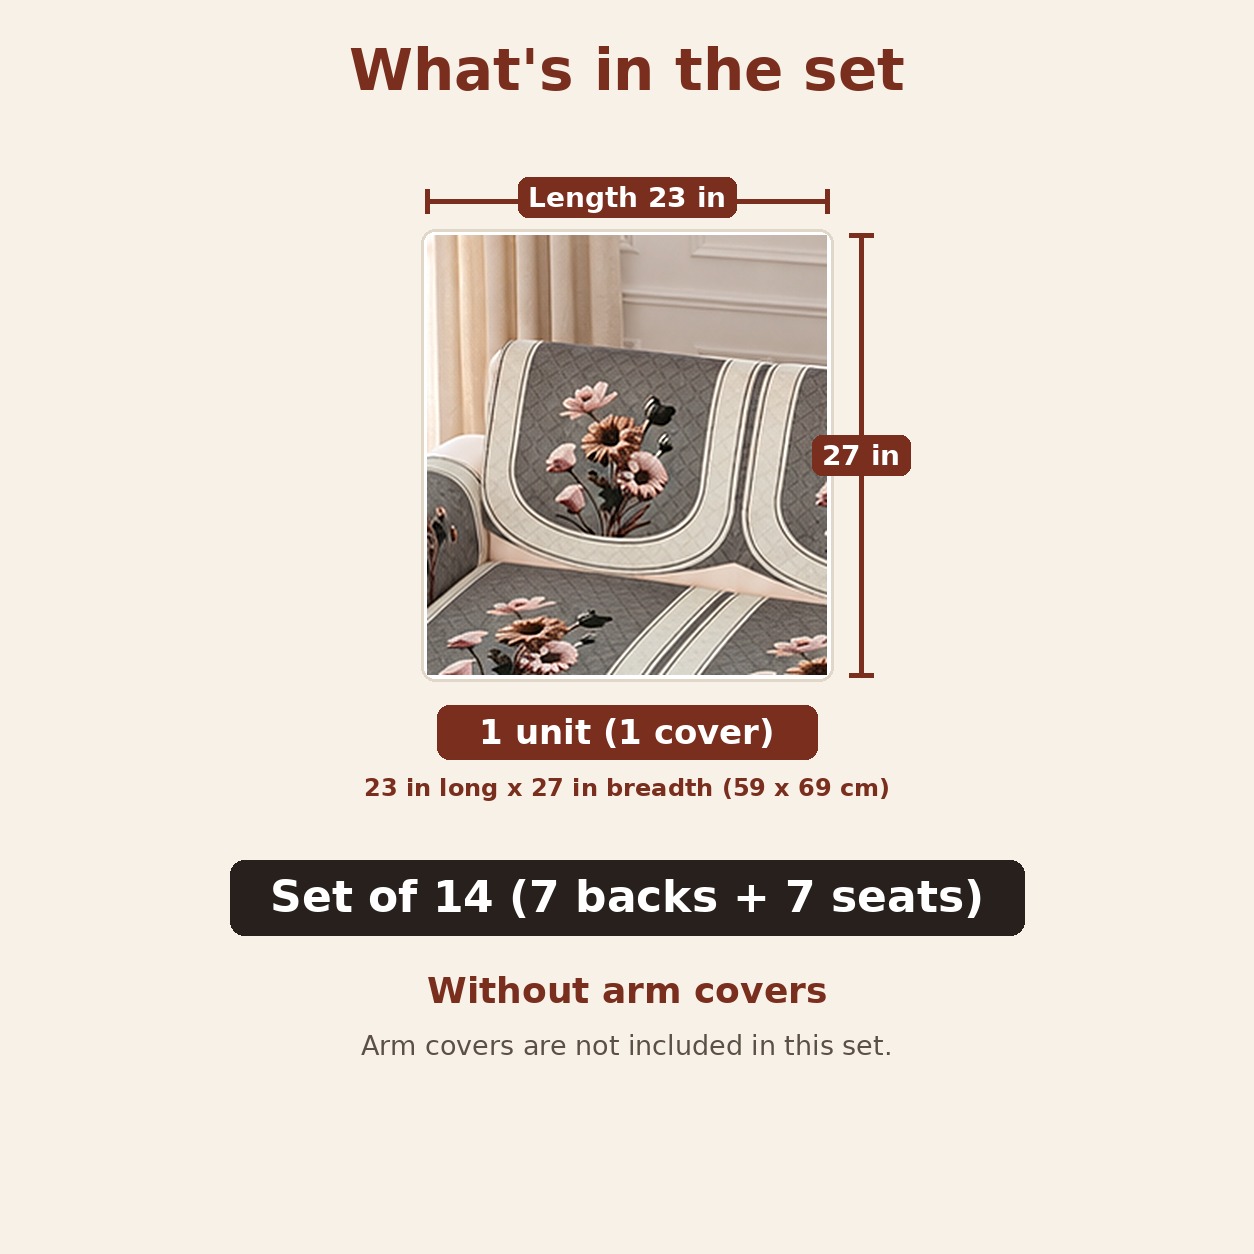 What's in the set
Length 23 in
27 in
1 unit (1 cover)
23 in long x 27 in breadth (59 x 69 cm)
Set of 14 (7 backs + 7 seats)
Without arm covers
Arm covers are not included in this set.